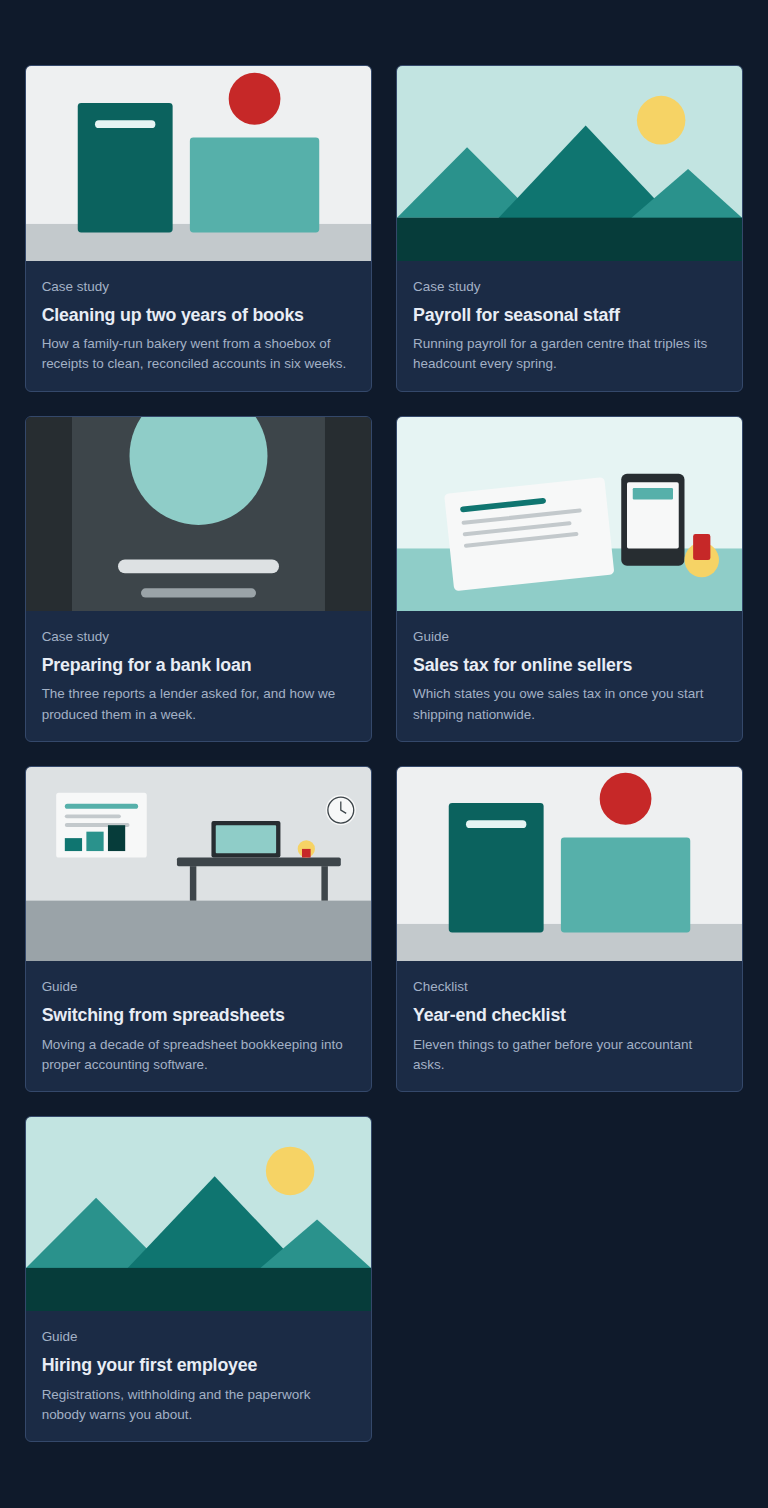 Case study
Cleaning up two years of books
How a family-run bakery went from a shoebox of
receipts to clean, reconciled accounts in six weeks.
Case study
Payroll for seasonal staff
Running payroll for a garden centre that triples its
headcount every spring.
Case study
Preparing for a bank loan
The three reports a lender asked for, and how we
produced them in a week.
Guide
Sales tax for online sellers
Which states you owe sales tax in once you start
shipping nationwide.
Guide
Switching from spreadsheets
Moving a decade of spreadsheet bookkeeping into
proper accounting software.
Checklist
Year-end checklist
Eleven things to gather before your accountant
asks.
Guide
Hiring your first employee
Registrations, withholding and the paperwork
nobody warns you about.